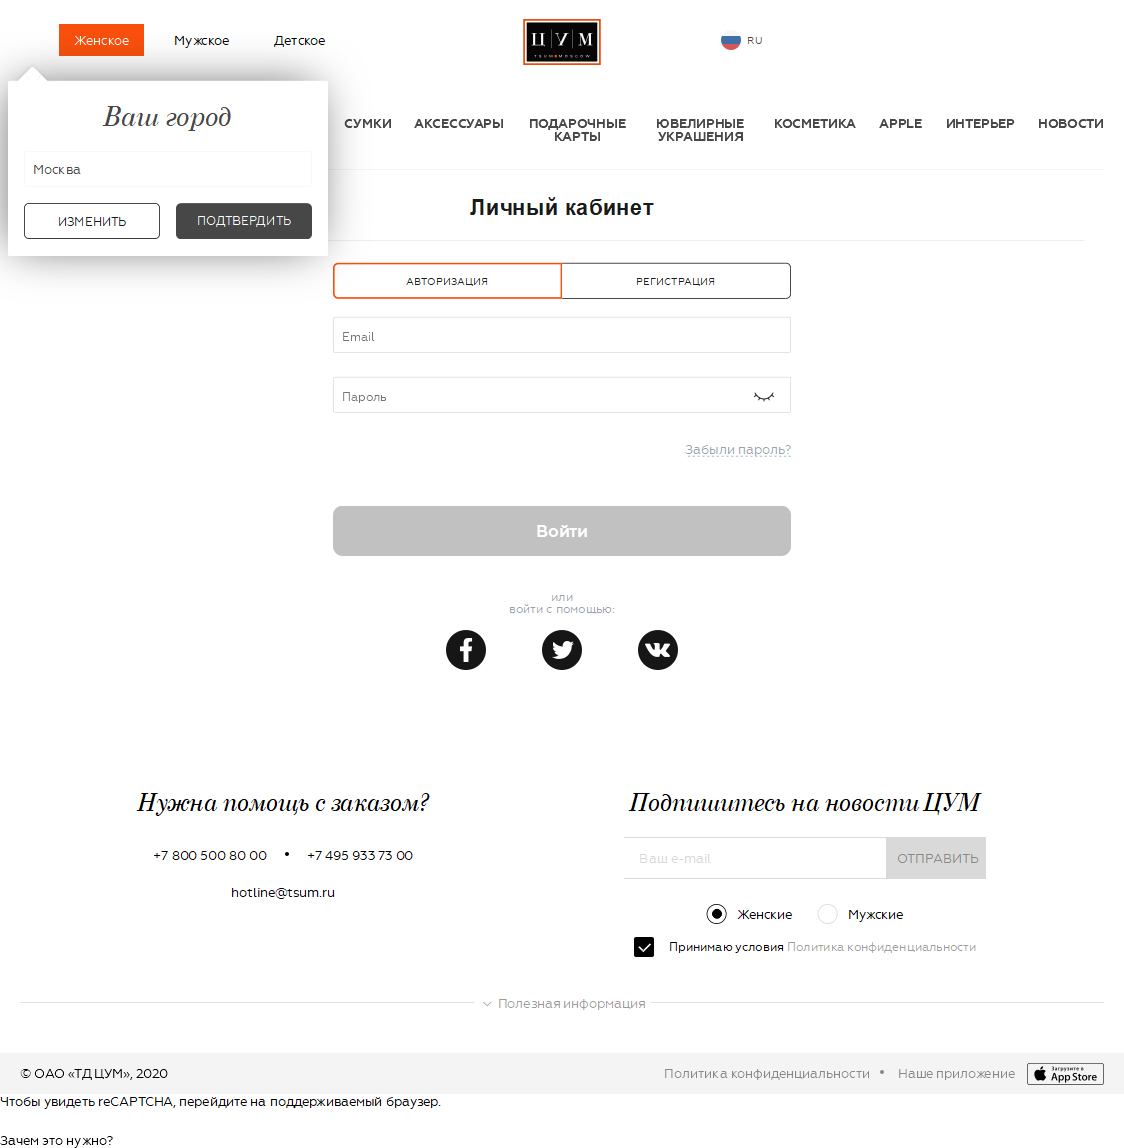 Женское
Мужское
Детское
ЦУМ
TSUM MOSCOW
RU
Ваш город
Москва
ИЗМЕНИТЬ
ПОДТВЕРДИТЬ
СУМКИ
АКСЕССУАРЫ
ПОДАРОЧНЫЕ
КАРТЫ
ЮВЕЛИРНЫЕ
УКРАШЕНИЯ
КОСМЕТИКА
APPLE
ИНТЕРЬЕР
НОВОСТИ
Личный кабинет
АВТОРИЗАЦИЯ
РЕГИСТРАЦИЯ
Email
Пароль
Забыли пароль?
Войти
или
войти с помощью:
Нужна помощь с заказом?
+7 800 500 80 00 • +7 495 933 73 00
hotline@tsum.ru
Подпишитесь на новости ЦУМ
Ваш e-mail
ОТПРАВИТЬ
Женские
Мужские
Принимаю условия Политика конфиденциальности
Полезная информация
© ОАО «ТД ЦУМ», 2020
Политика конфиденциальности • Наше приложение
Загрузите в
App Store
Чтобы увидеть reCAPTCHA, перейдите на поддерживаемый браузер.
Зачем это нужно?